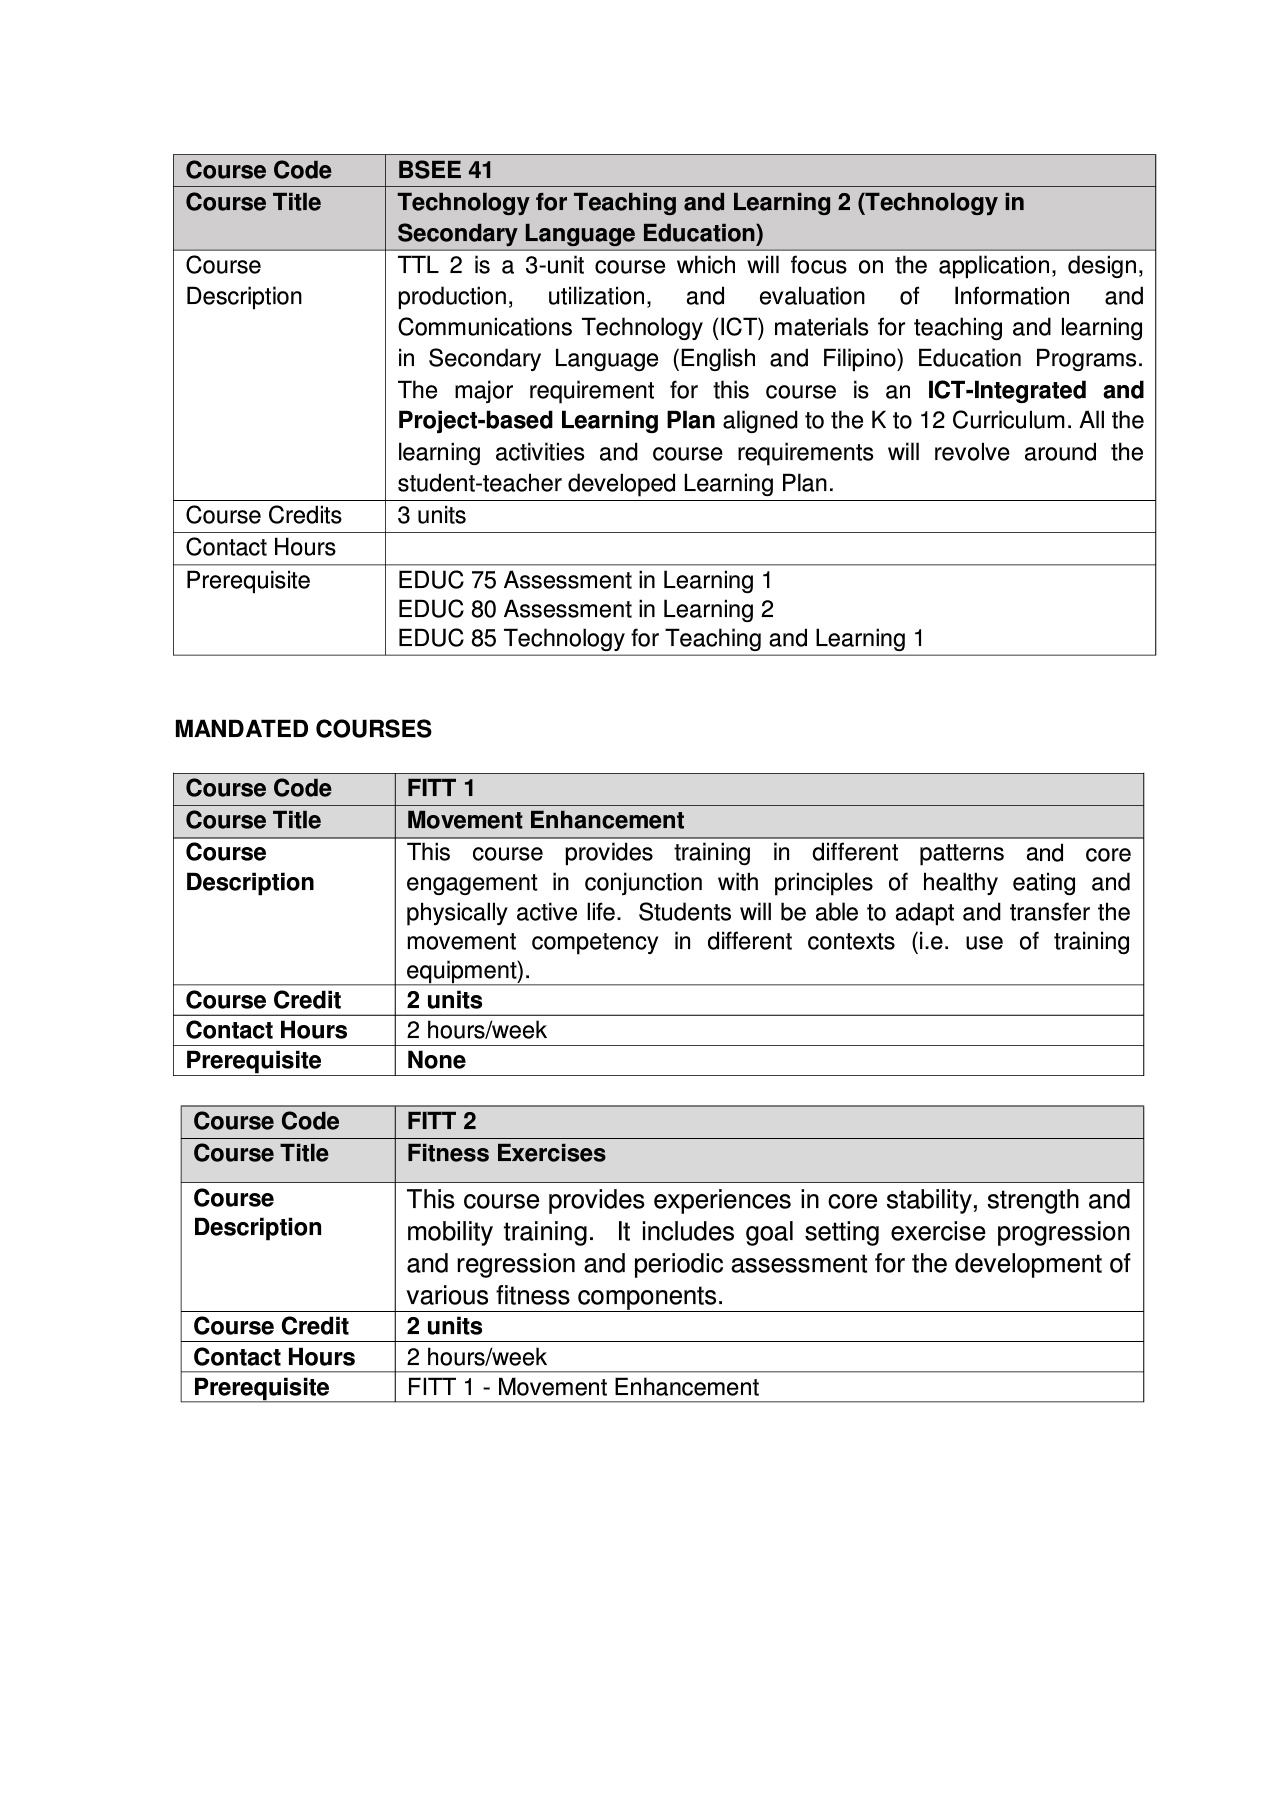 Course Code BSEE 41
Course Title Technology for Teaching and Learning 2 (Technology in
Secondary Language Education)
Course TTL 2 is a 3-unit course which will focus on the application, design,
Description production, utilization, and evaluation of Information and
Communications Technology (ICT) materials for teaching and learning
in Secondary Language (English and Filipino) Education Programs.
The major requirement for this course is an ICT-Integrated and
Project-based Learning Plan aligned to the K to 12 Curriculum. All the
learning activities and course requirements will revolve around the
student-teacher developed Learning Plan.
Course Credits 3 units
Contact Hours
Prerequisite EDUC 75 Assessment in Learning 1
EDUC 80 Assessment in Learning 2
EDUC 85 Technology for Teaching and Learning 1
MANDATED COURSES
Course Code FITT 1
Course Title Movement Enhancement
Course This course provides training in different patterns and core
Description engagement in conjunction with principles of healthy eating and
physically active life. Students will be able to adapt and transfer the
movement competency in different contexts (i.e. use of training
equipment).
Course Credit 2 units
Contact Hours 2 hours/week
Prerequisite None
Course Code FITT 2
Course Title Fitness Exercises
Course This course provides experiences in core stability, strength and
Description mobility training. It includes goal setting exercise progression
and regression and periodic assessment for the development of
various fitness components.
Course Credit 2 units
Contact Hours 2 hours/week
Prerequisite FITT 1 - Movement Enhancement